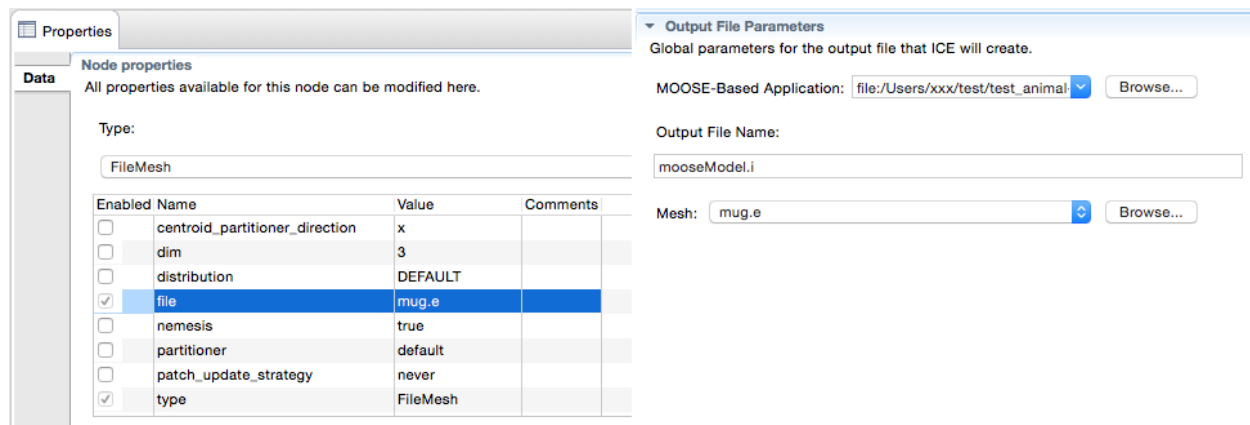 Properties
Data
Node properties
All properties available for this node can be modified here.
Type:
FileMesh
Enabled Name Value Comments
centroid_partitioner_direction x
dim 3
distribution DEFAULT
file mug.e
nemesis true
partitioner default
patch_update_strategy never
type FileMesh
Output File Parameters
Global parameters for the output file that ICE will create.
MOOSE-Based Application: file:/Users/xxx/test/test_animal- Browse...
Output File Name:
mooseModel.i
Mesh: mug.e Browse...